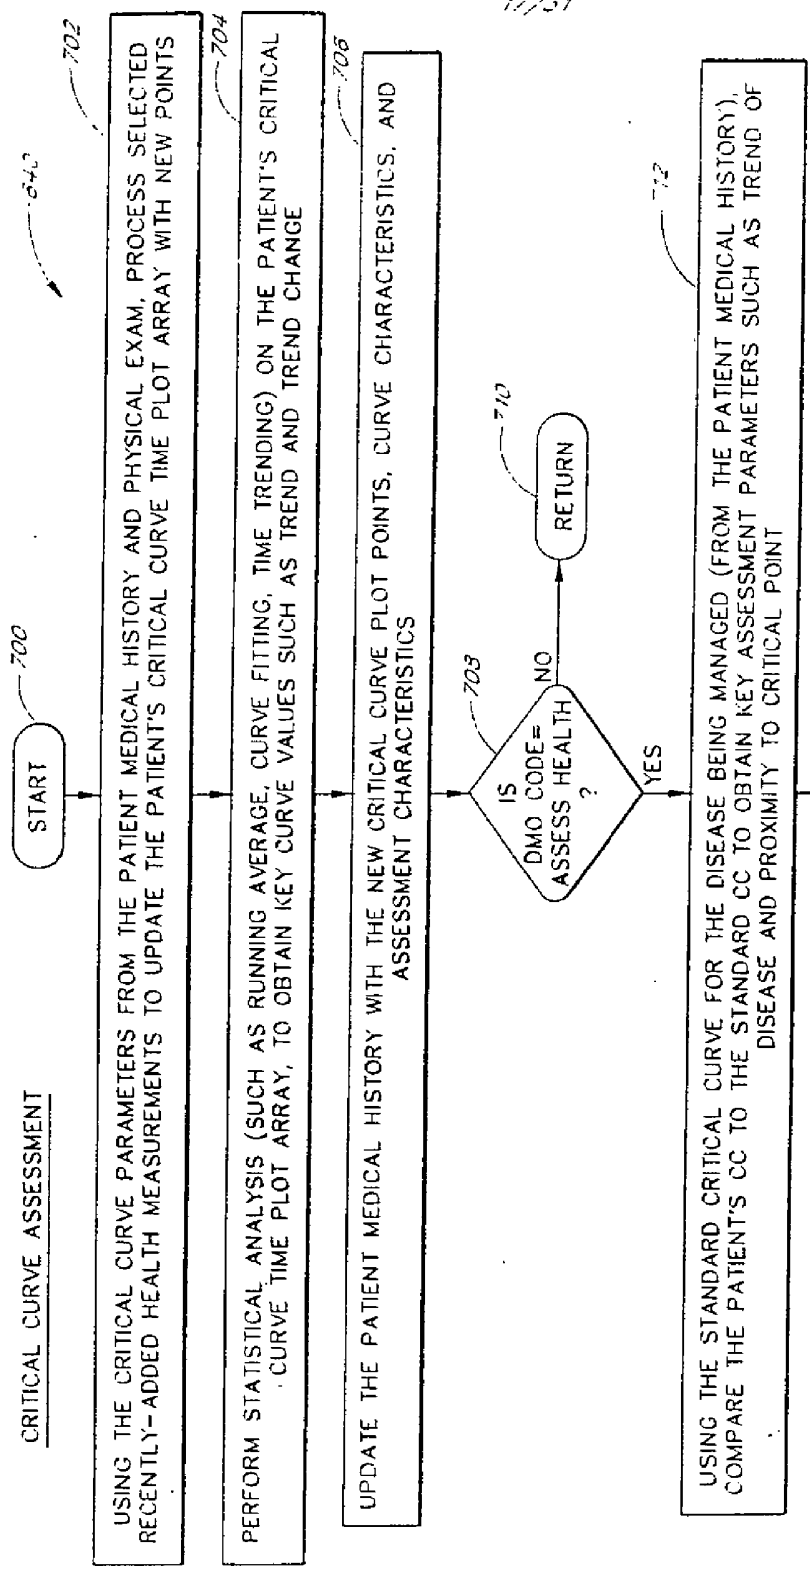 CRITICAL CURVE ASSESSMENT
START
700
USING THE CRITICAL CURVE PARAMETERS FROM THE PATIENT MEDICAL HISTORY AND PHYSICAL EXAM, PROCESS SELECTED
RECENTLY-ADDED HEALTH MEASUREMENTS TO UPDATE THE PATIENT'S CRITICAL CURVE TIME PLOT ARRAY WITH NEW POINTS
702
PERFORM STATISTICAL ANALYSIS (SUCH AS RUNNING AVERAGE, CURVE FITTING, TIME TRENDING) ON THE PATIENT'S CRITICAL
CURVE TIME PLOT ARRAY, TO OBTAIN KEY CURVE VALUES SUCH AS TREND AND TREND CHANGE
704
UPDATE THE PATIENT MEDICAL HISTORY WITH THE NEW CRITICAL CURVE PLOT POINTS, CURVE CHARACTERISTICS, AND
ASSESSMENT CHARACTERISTICS
706
IS
DMO CODE=
ASSESS HEALTH
?
703
NO
RETURN
710
YES
USING THE STANDARD CRITICAL CURVE FOR THE DISEASE BEING MANAGED (FROM THE PATIENT MEDICAL HISTORY),
COMPARE THE PATIENT'S CC TO THE STANDARD CC TO OBTAIN KEY ASSESSMENT PARAMETERS SUCH AS TREND OF
DISEASE AND PROXIMITY TO CRITICAL POINT
712